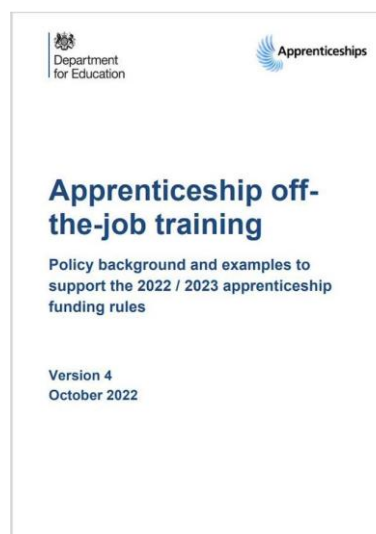 Department
for Education
Apprenticeships
Apprenticeship off-
the-job training
Policy background and examples to
support the 2022 / 2023 apprenticeship
funding rules
Version 4
October 2022